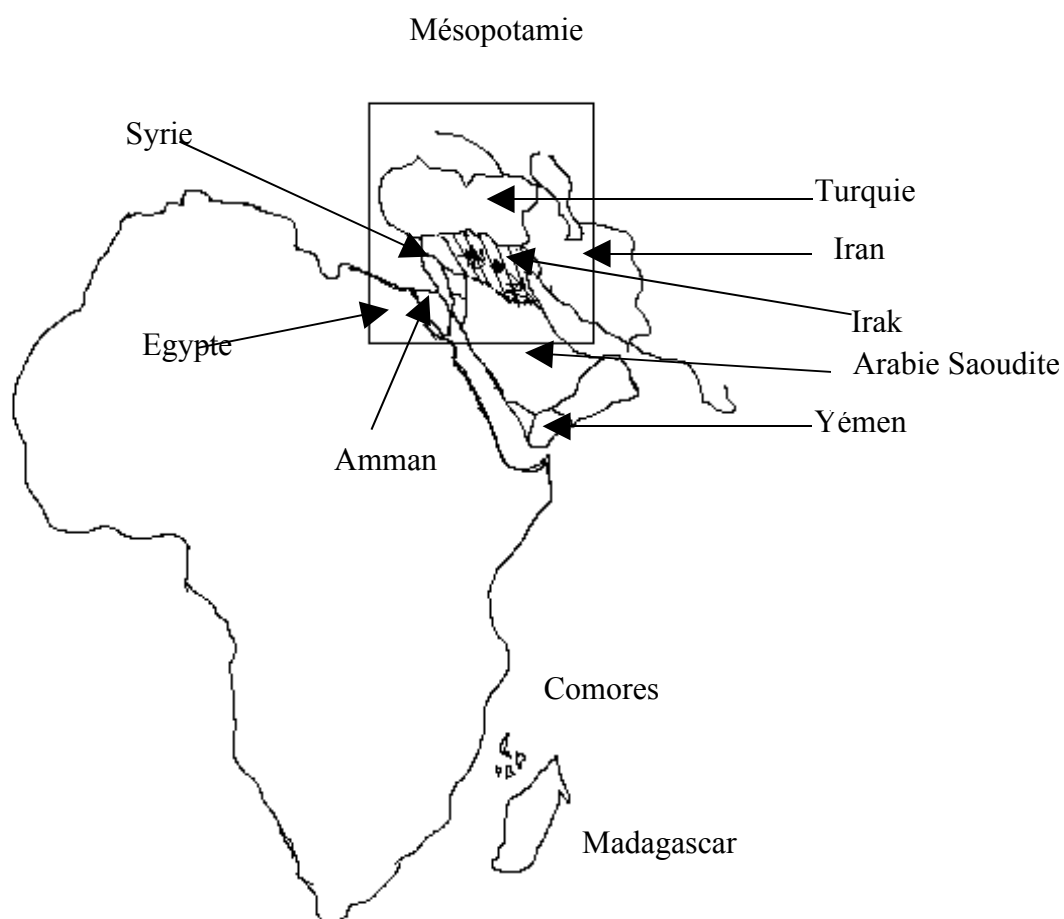 Mésopotamie
Syrie
Turquie
Iran
Irak
Egypte
Arabie Saoudite
Yémen
Amman
Comores
Madagascar